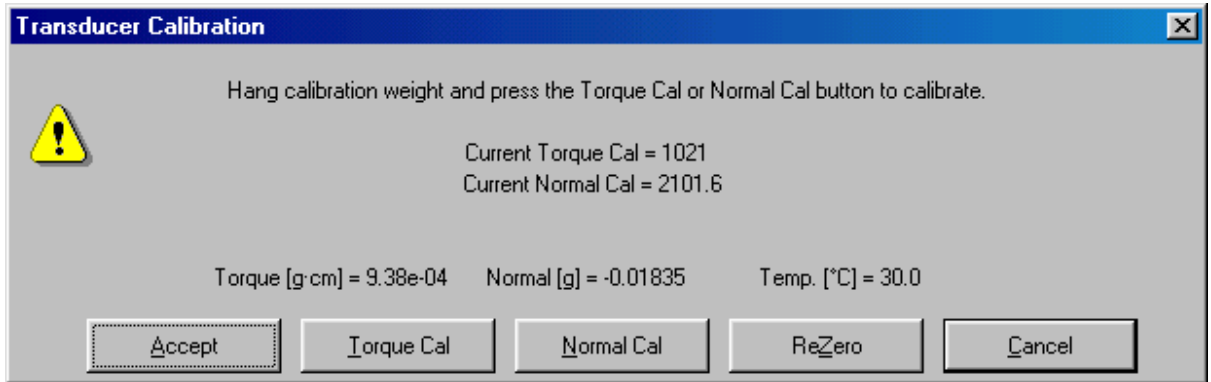 Transducer Calibration
Hang calibration weight and press the Torque Cal or Normal Cal button to calibrate.
Current Torque Cal = 1021
Current Normal Cal = 2101.6
Torque [g·cm] = 9.38e-04 Normal [g] = -0.01835 Temp. [°C] = 30.0
Accept Torque Cal Normal Cal ReZero Cancel